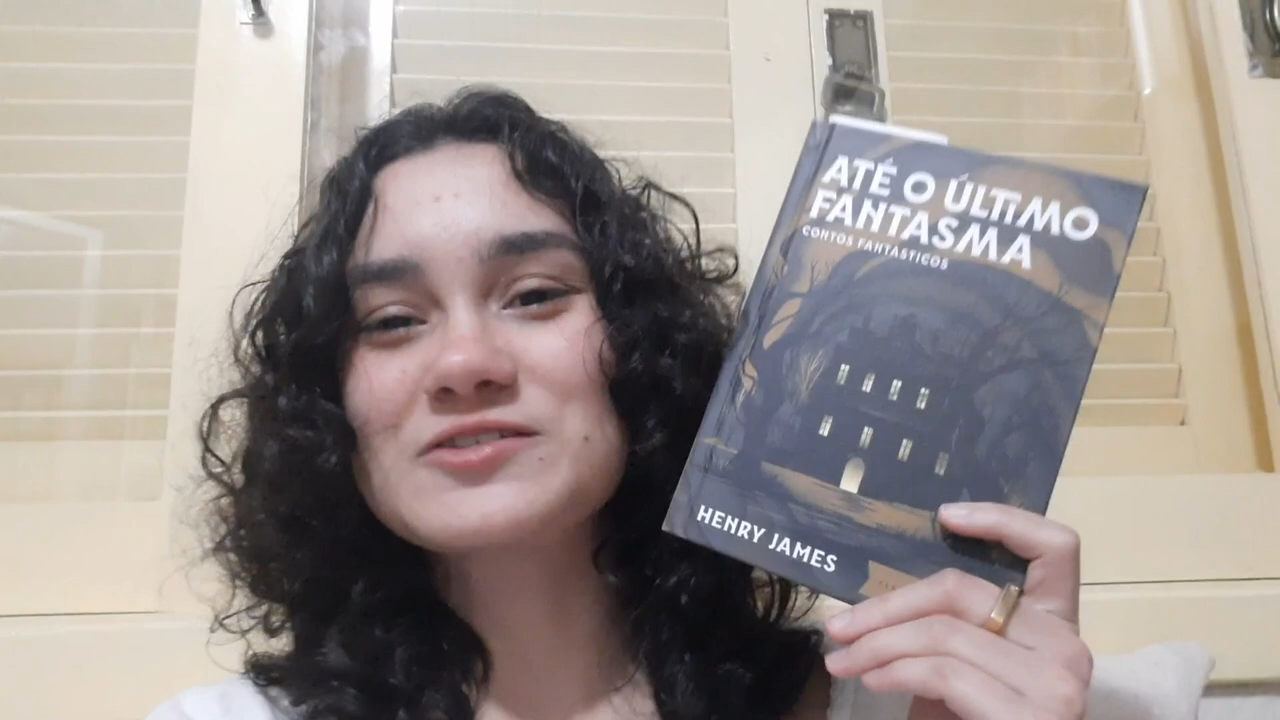 ATÉ O ÚLTIMO
FANTASMA
CONTOS FANTÁSTICOS
HENRY JAMES